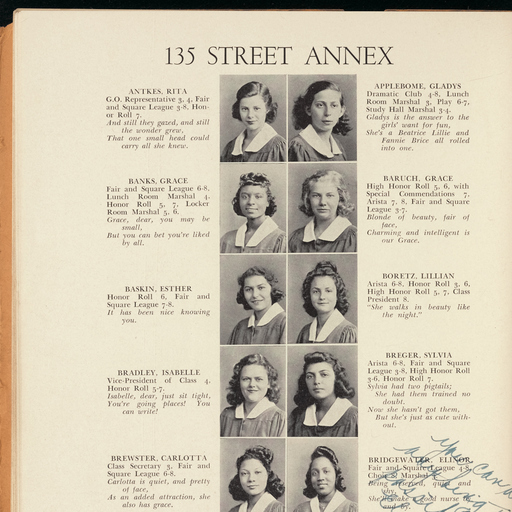 135 STREET ANNEX
ANTKES, RITA
G.O. Representative 3, 4, Fair
and Square League 3-8, Hon-
or Roll 7.
And still they gazed, and still
the wonder grew,
That one small head could
carry all she knew.
APPLEBOME, GLADYS
Dramatic Club 4-8, Lunch
Room Marshal 3, Play 6-7,
Study Hall Marshal 3-4.
Gladys is the answer to the
girls' want for fun,
She's a Beatrice Lillie and
Fannie Brice all rolled
into one.
BANKS, GRACE
Fair and Square League 6-8,
Lunch Room Marshal 4,
Honor Roll 5, 7, Locker
Room Marshal 5, 6.
Grace, dear, you may be
small,
But you can bet you're liked
by all.
BARUCH, GRACE
High Honor Roll 5, 6, with
Special Commendations 7,
Arista 7, 8, Fair and Square
League 3-7.
Blonde of beauty, fair of
face,
Charming and intelligent is
our Grace.
BASKIN, ESTHER
Honor Roll 6, Fair and
Square League 7-8.
It has been nice knowing
you.
BORETZ, LILLIAN
Arista 6-8, Honor Roll 3, 6,
High Honor Roll 5, 7, Class
President 8.
"She walks in beauty like
the night."
BRADLEY, ISABELLE
Vice-President of Class 4,
Honor Roll 5-7.
Isabelle, dear, just sit tight,
You're going places! You
can write!
BREGER, SYLVIA
Arista 6-8, Fair and Square
League 3-8, High Honor Roll
3-6, Honor Roll 7.
Sylvia had two pigtails;
She had them trained no
doubt.
Now she hasn't got them,
But she's just as cute with-
out.
BREWSTER, CARLOTTA
Class Secretary 3, Fair and
Square League 6-8.
Carlotta is quiet, and pretty
of face,
As an added attraction, she
also has grace.
BRIDGEWATER, ELINOR
Fair and Square League 4-8,
Being quiet and
shy,
She'll make a good nurse